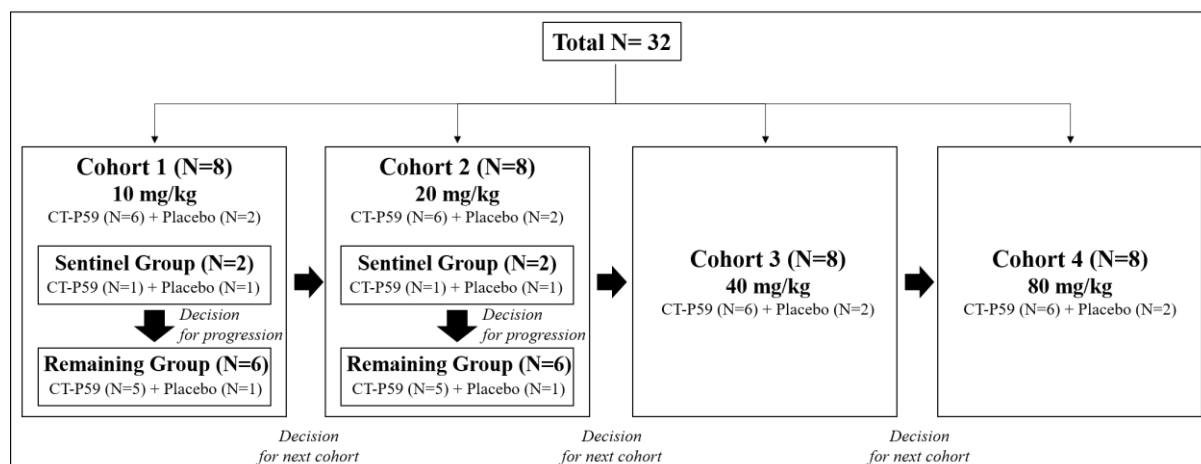 Total N= 32
Cohort 1 (N=8)
10 mg/kg
CT-P59 (N=6) + Placebo (N=2)
Sentinel Group (N=2)
CT-P59 (N=1) + Placebo (N=1)
Decision
for progression
Remaining Group (N=6)
CT-P59 (N=5) + Placebo (N=1)
Decision
for next cohort
Cohort 2 (N=8)
20 mg/kg
CT-P59 (N=6) + Placebo (N=2)
Sentinel Group (N=2)
CT-P59 (N=1) + Placebo (N=1)
Decision
for progression
Remaining Group (N=6)
CT-P59 (N=5) + Placebo (N=1)
Decision
for next cohort
Cohort 3 (N=8)
40 mg/kg
CT-P59 (N=6) + Placebo (N=2)
Decision
for next cohort
Cohort 4 (N=8)
80 mg/kg
CT-P59 (N=6) + Placebo (N=2)